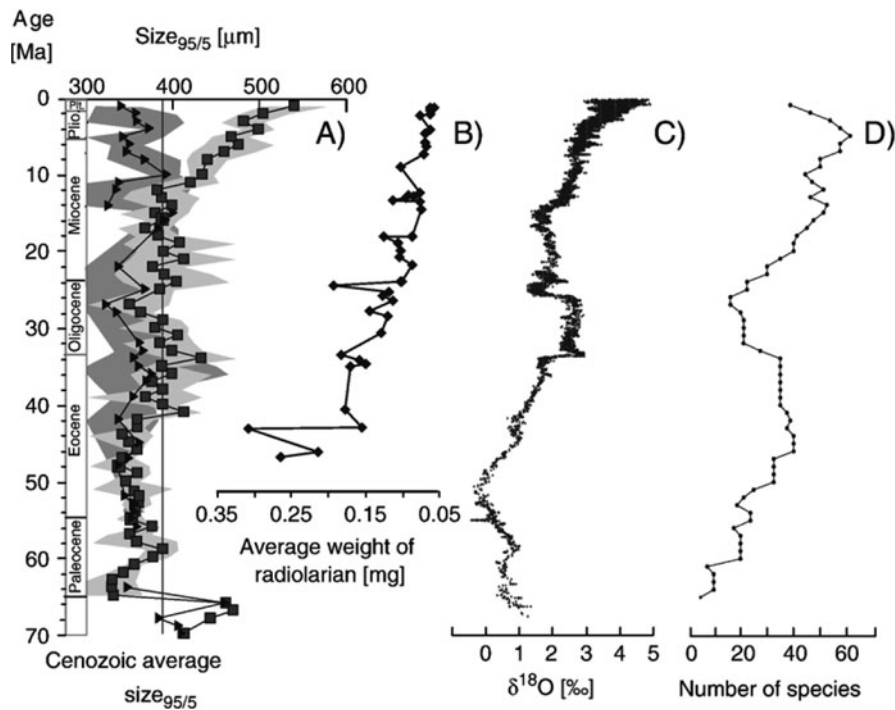 Age
[Ma]
Size95/5 [µm]
300 400 500 600
0
10
20
30
40
50
60
70
Plt.
Plio.
Miocene
Oligocene
Eocene
Paleocene
A)
B)
C)
D)
0.35 0.25 0.15 0.05
Average weight of
radiolarian [mg]
Cenozoic average
size95/5
0 1 2 3 4 5
δ18O [‰]
0 20 40 60
Number of species